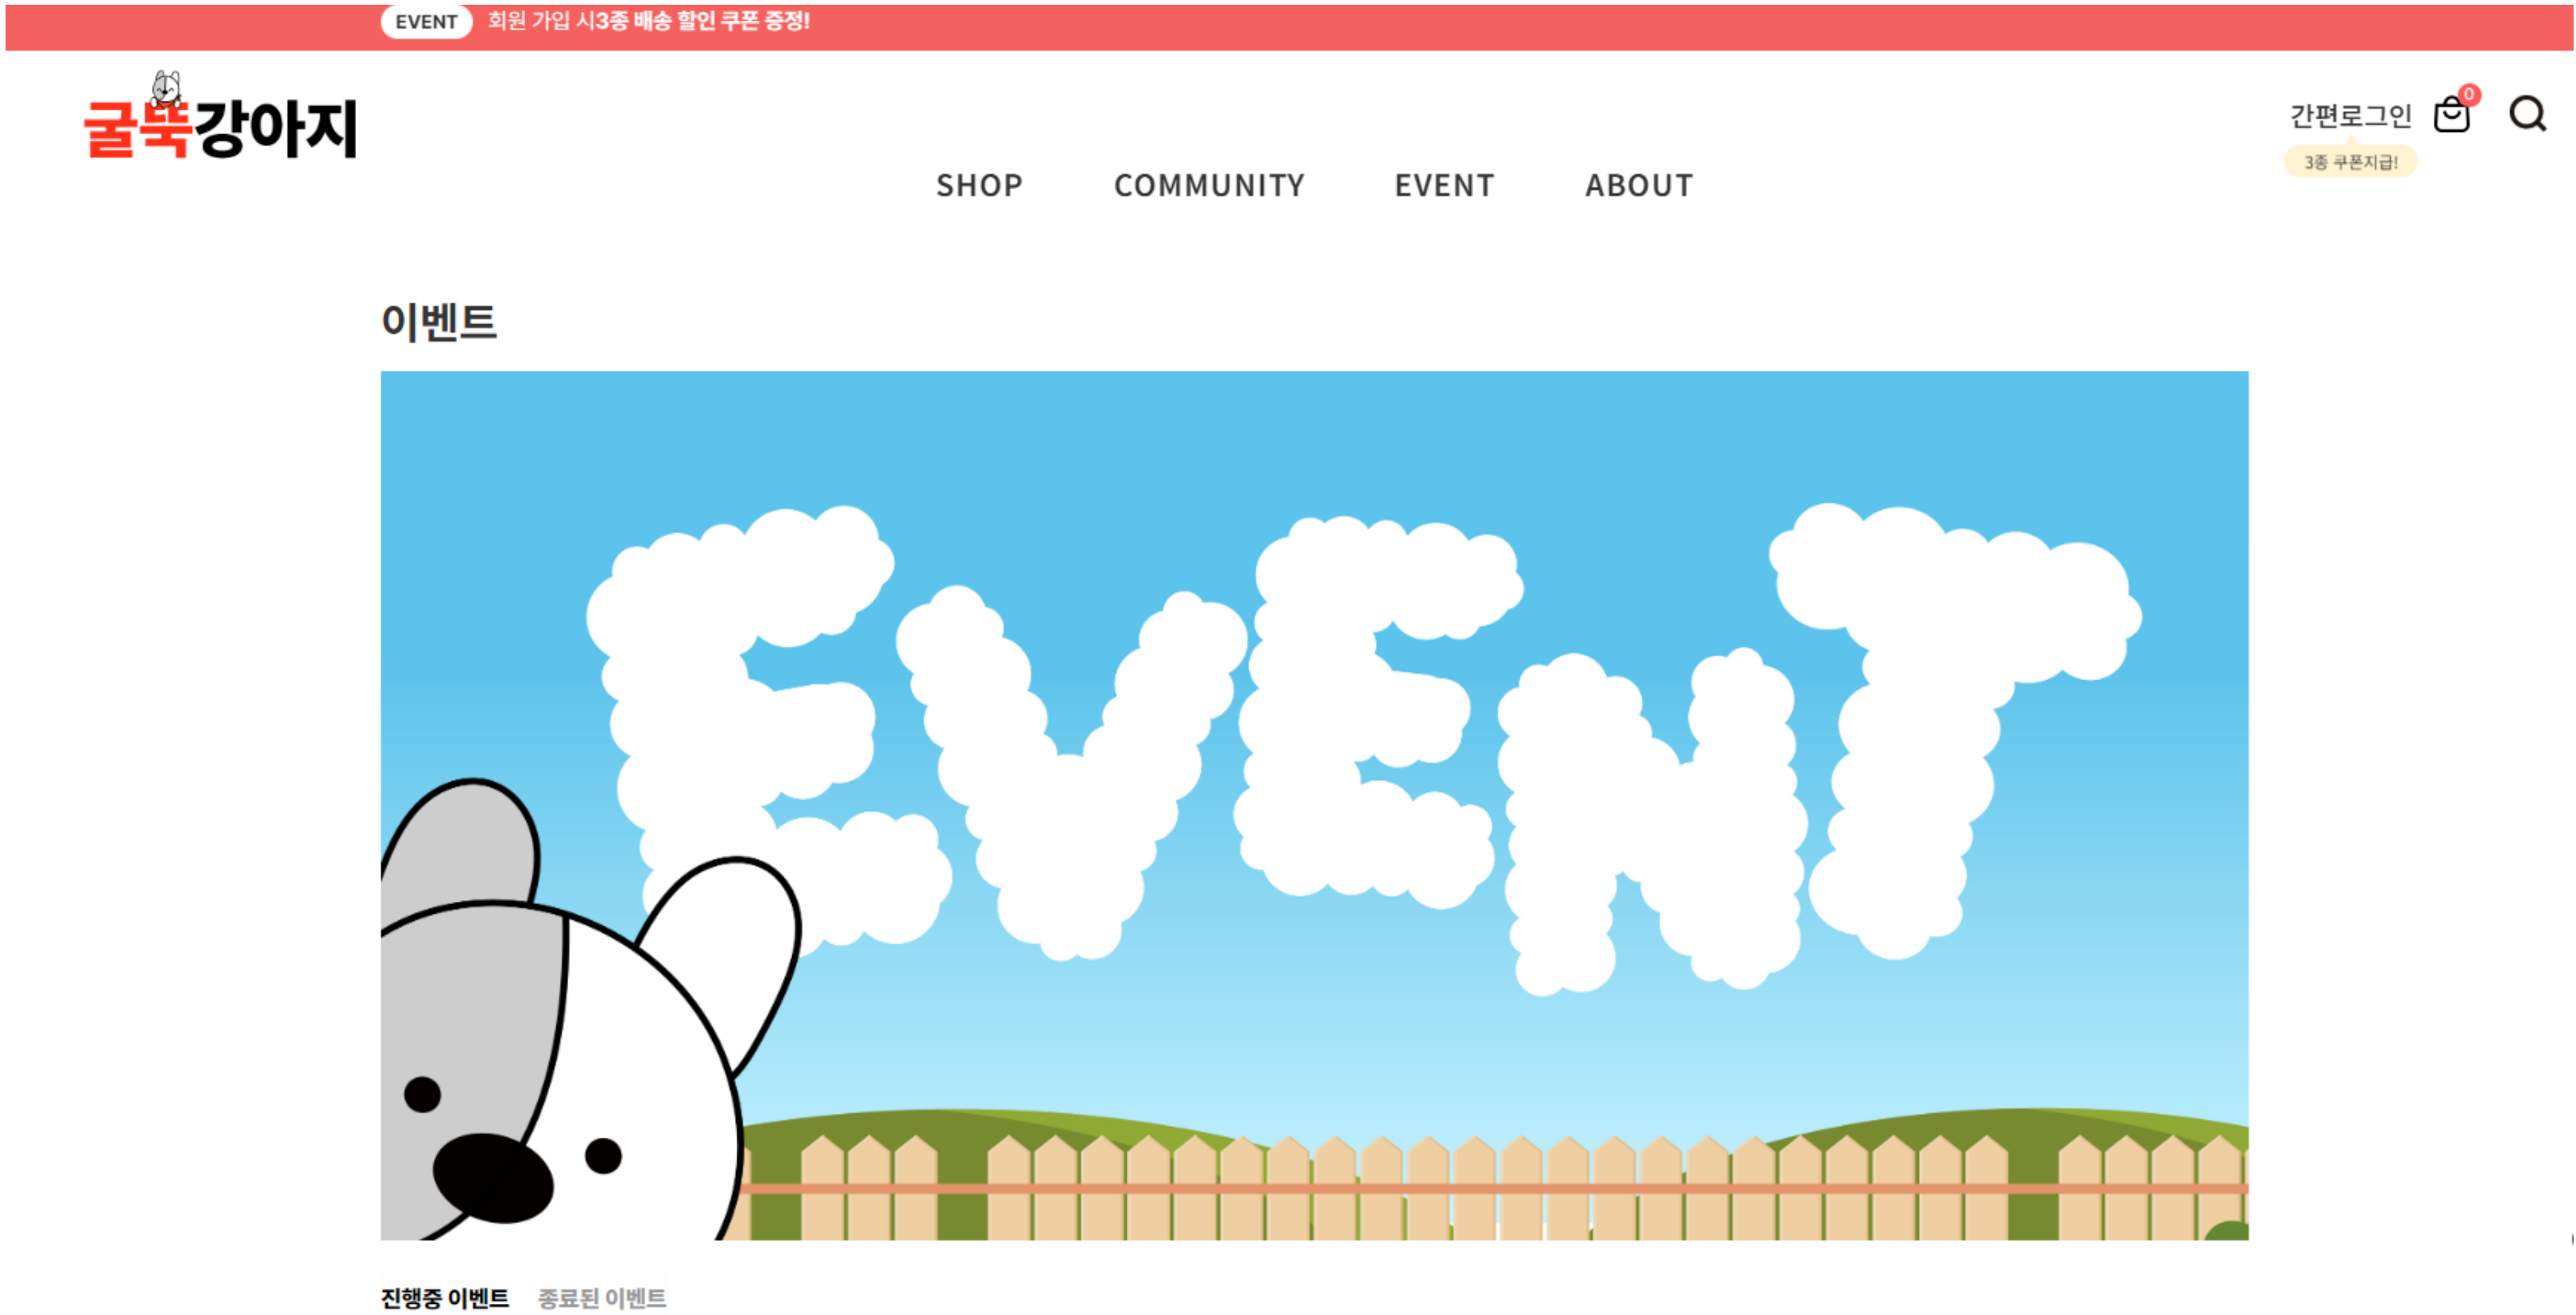 EVENT 회원 가입 시3종 배송 할인 쿠폰 증정!
굴뚝강아지
간편로그인 0
3종 쿠폰지급!
SHOP COMMUNITY EVENT ABOUT
이벤트
EVENT
진행중 이벤트 종료된 이벤트